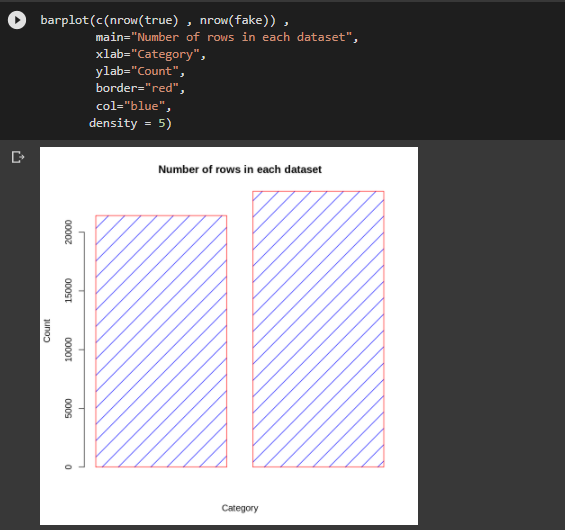 barplot(c(nrow(true) , nrow(fake)) ,
main="Number of rows in each dataset",
xlab="Category",
ylab="Count",
border="red",
col="blue",
density = 5)
Number of rows in each dataset
20000
15000
10000
5000
0
Count
Category